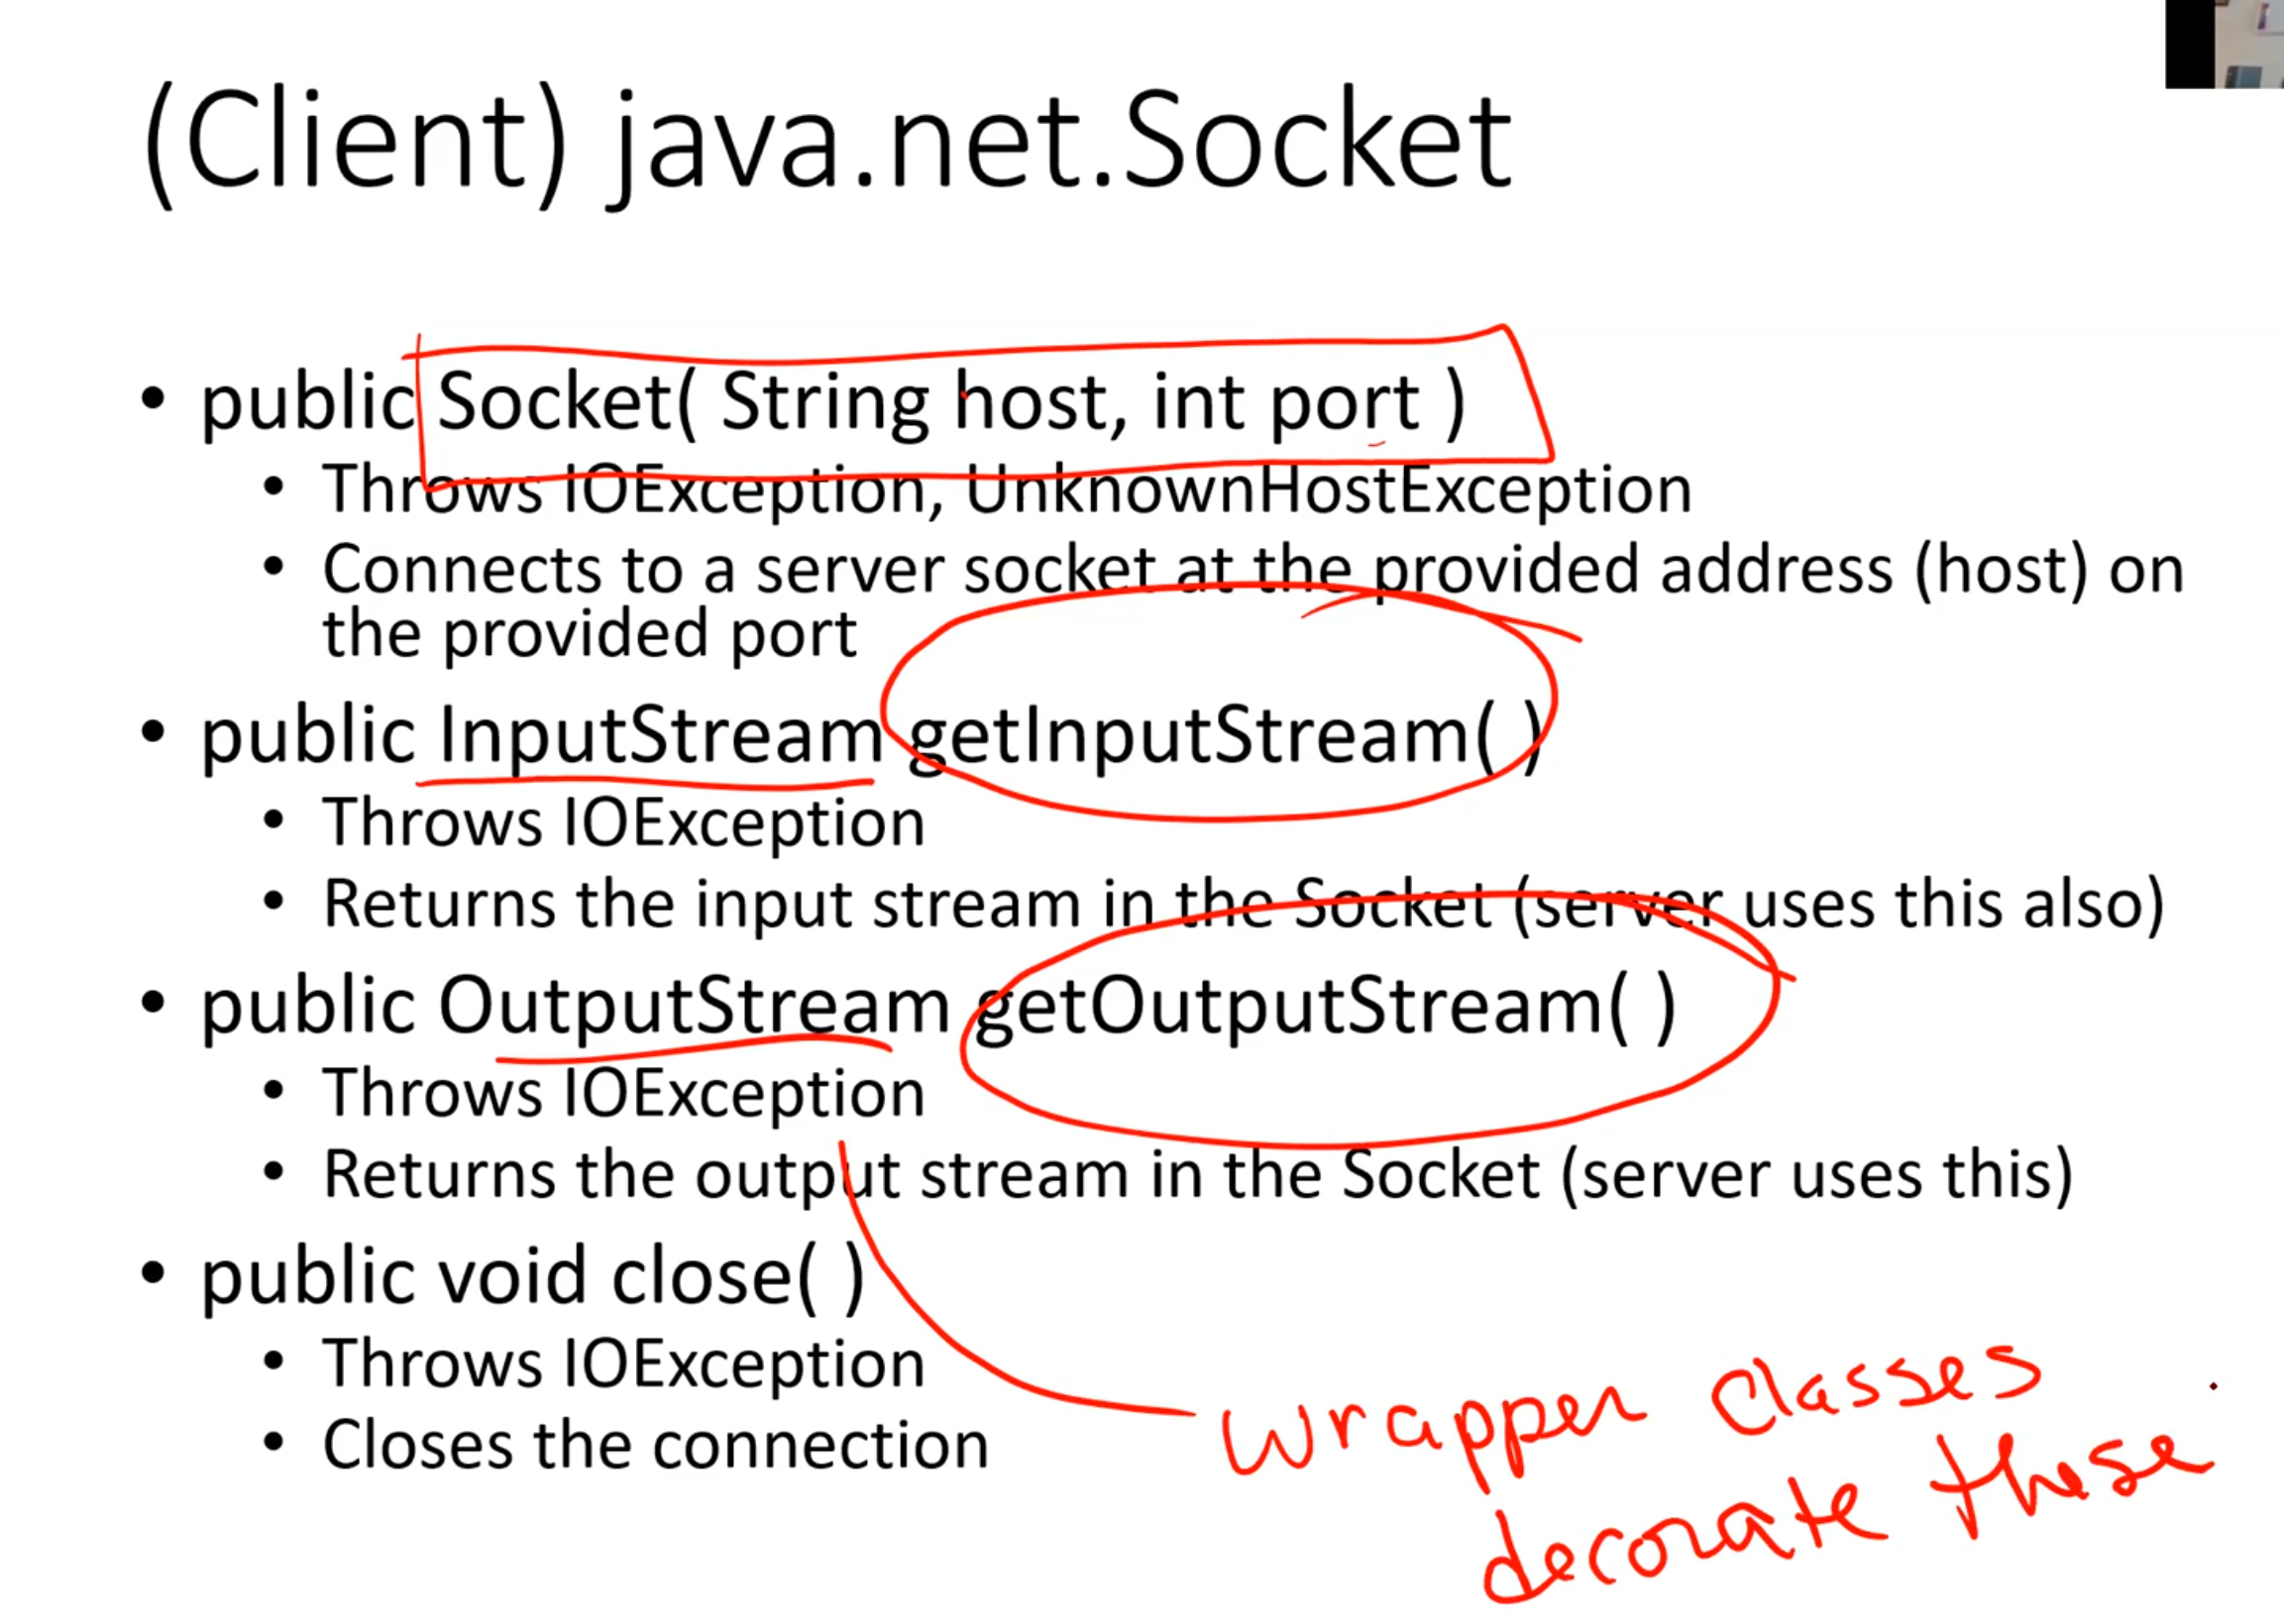 (Client) java.net.Socket
• public Socket( String host, int port )
• Throws IOException, UnknownHostException
• Connects to a server socket at the provided address (host) on
the provided port
• public InputStream getInputStream( )
• Throws IOException
• Returns the input stream in the Socket (server uses this also)
• public OutputStream getOutputStream( )
• Throws IOException
• Returns the output stream in the Socket (server uses this)
• public void close( )
• Throws IOException
• Closes the connection
wrapper classes
decorate these